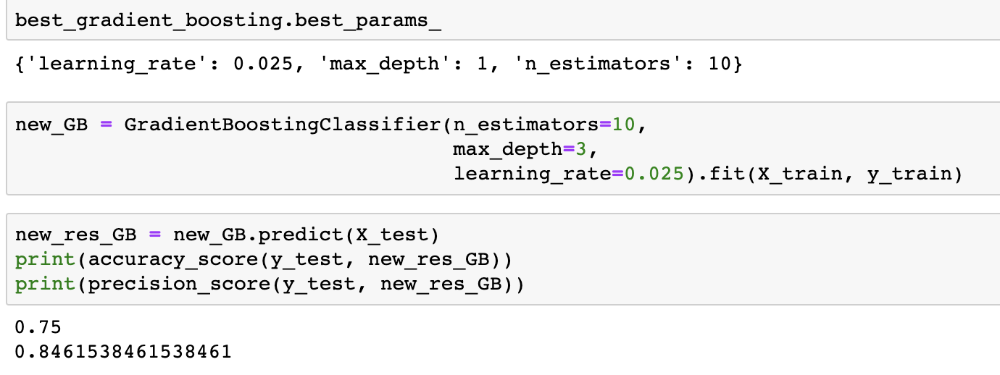 best_gradient_boosting.best_params_
{'learning_rate': 0.025, 'max_depth': 1, 'n_estimators': 10}
new_GB = GradientBoostingClassifier(n_estimators=10,
max_depth=3,
learning_rate=0.025).fit(X_train, y_train)
new_res_GB = new_GB.predict(X_test)
print(accuracy_score(y_test, new_res_GB))
print(precision_score(y_test, new_res_GB))
0.75
0.8461538461538461